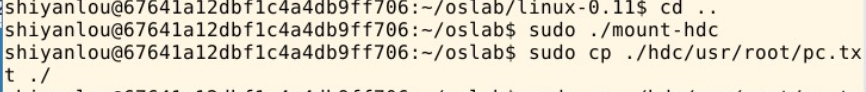 shiyanlou@67641a12dbf1c4a4db9ff706:~/oslab/linux-0.11$ cd ..
shiyanlou@67641a12dbf1c4a4db9ff706:~/oslab$ sudo ./mount-hdc
shiyanlou@67641a12dbf1c4a4db9ff706:~/oslab$ sudo cp ./hdc/usr/root/pc.tx
t ./